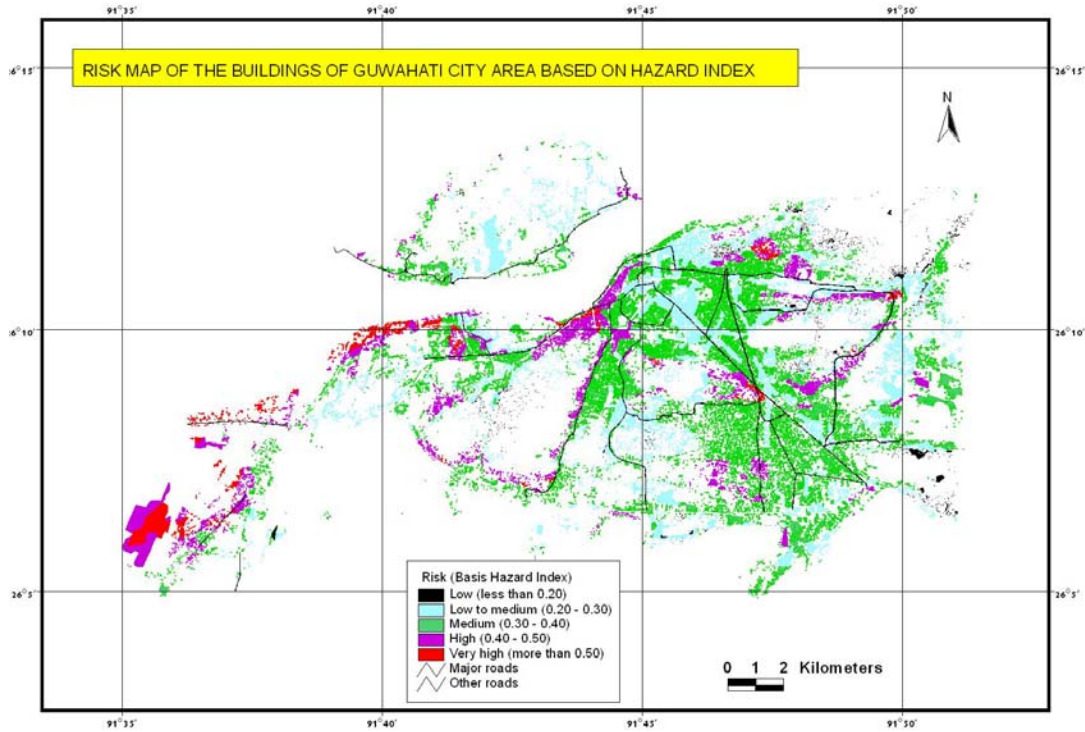 91°35' 91°40' 91°45' 91°50'
26°15' 26°15'
RISK MAP OF THE BUILDINGS OF GUWAHATI CITY AREA BASED ON HAZARD INDEX
N
26°10' 26°10'
26°5' 26°5'
Risk (Basis Hazard Index)
Low (less than 0.20)
Low to medium (0.20 - 0.30)
Medium (0.30 - 0.40)
High (0.40 - 0.50)
Very high (more than 0.50)
Major roads
Other roads
0 1 2 Kilometers
91°35' 91°40' 91°45' 91°50'